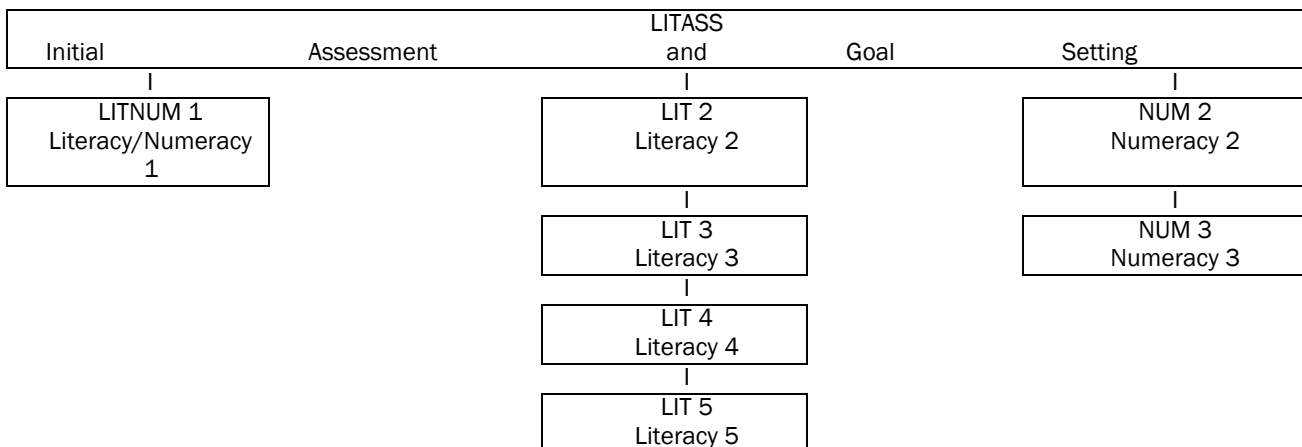 LITASS
Initial Assessment and Goal Setting
I I I
LITNUM 1 LIT 2 NUM 2
Literacy/Numeracy Literacy 2 Numeracy 2
1
I I
LIT 3 NUM 3
Literacy 3 Numeracy 3
I
LIT 4
Literacy 4
I
LIT 5
Literacy 5